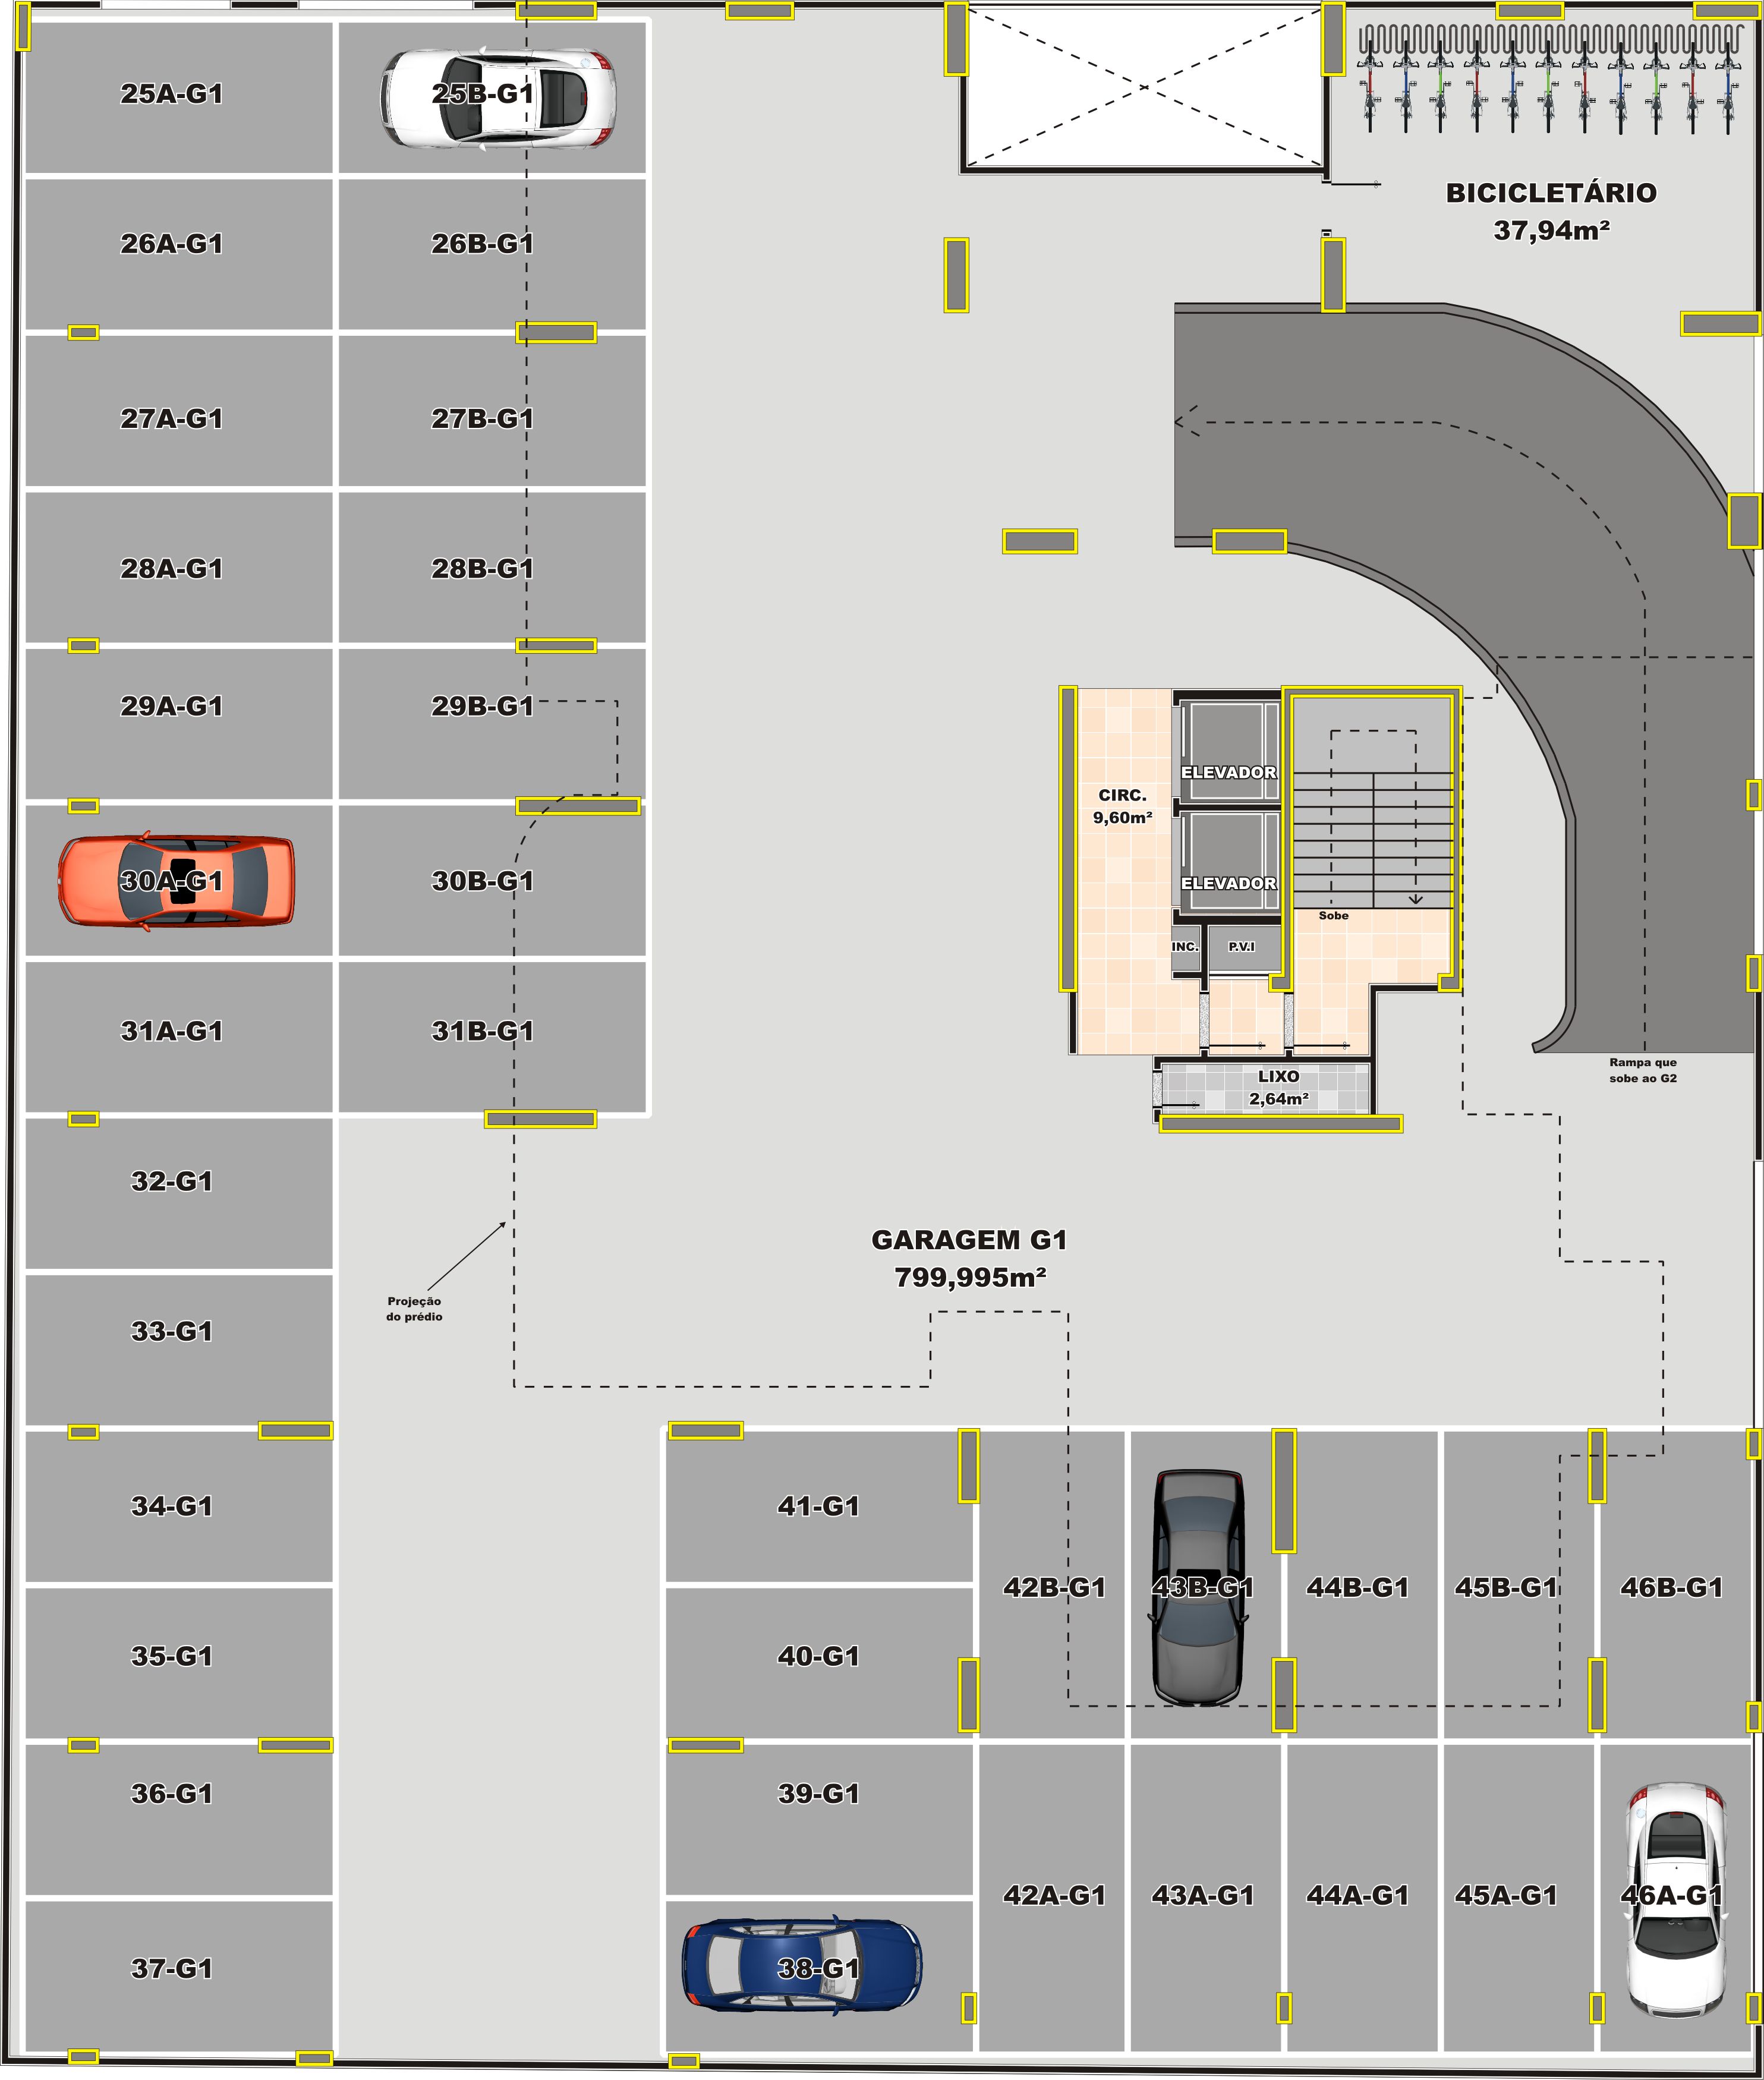 25A-G1
25B-G1
BICICLETÁRIO
37,94m²
26A-G1
26B-G1
27A-G1
27B-G1
28A-G1
28B-G1
29A-G1
29B-G1
ELEVADOR
CIRC.
9,60m²
30A-G1
30B-G1
ELEVADOR
Sobe
INC.
P.V.I
31A-G1
31B-G1
Rampa que
sobe ao G2
LIXO
2,64m²
32-G1
GARAGEM G1
799,995m²
Projeção
do prédio
33-G1
34-G1
41-G1
42B-G1
43B-G1
44B-G1
45B-G1
46B-G1
35-G1
40-G1
36-G1
39-G1
42A-G1
43A-G1
44A-G1
45A-G1
46A-G1
37-G1
38-G1